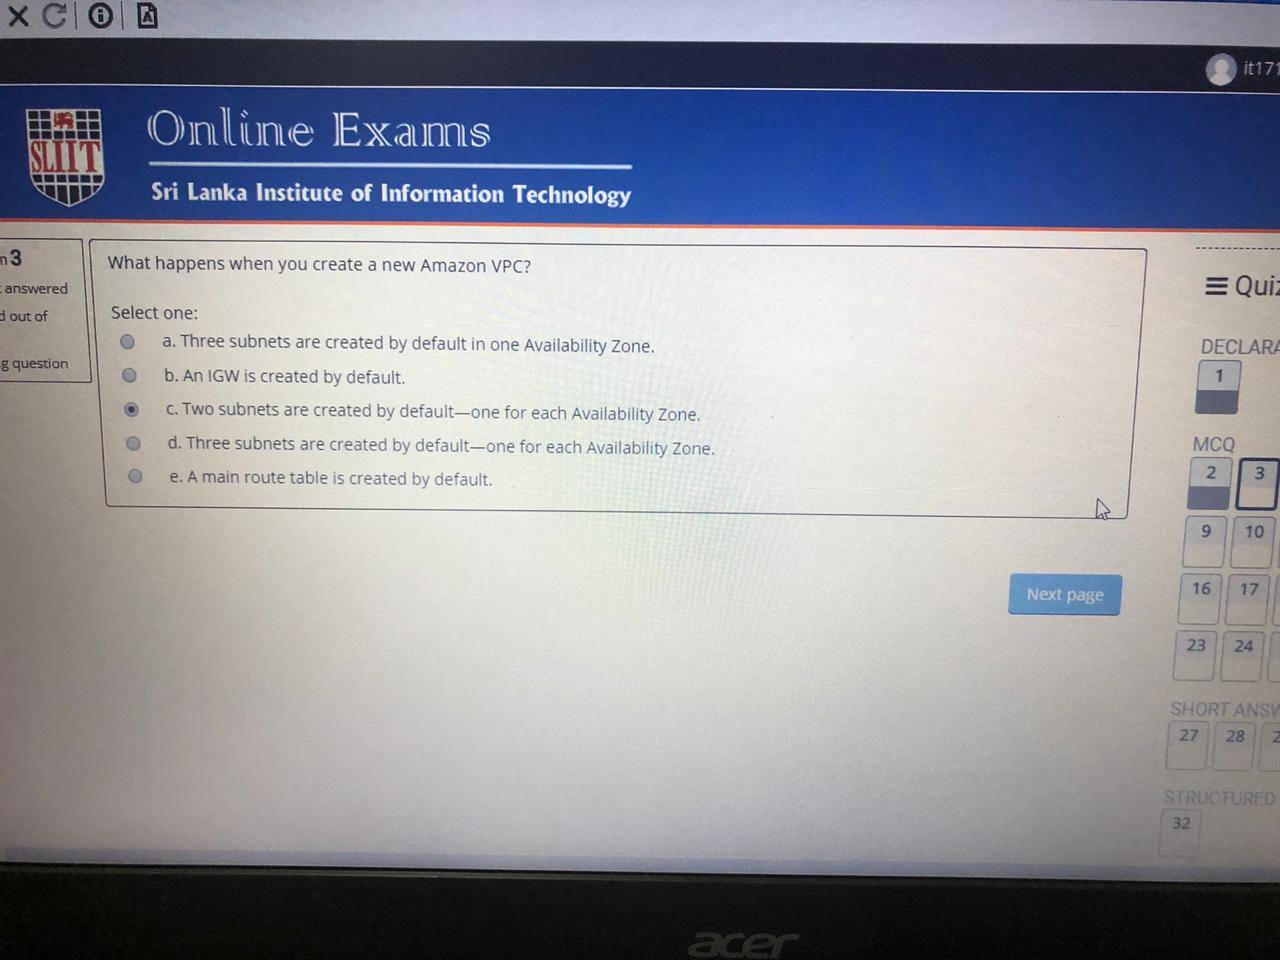 it171
SLIIT
Online Exams
Sri Lanka Institute of Information Technology
3
answered
out of
question
What happens when you create a new Amazon VPC?
Select one:
a. Three subnets are created by default in one Availability Zone.
b. An IGW is created by default.
c. Two subnets are created by default—one for each Availability Zone.
d. Three subnets are created by default—one for each Availability Zone.
e. A main route table is created by default.
Next page
Quiz
DECLARA
1
MCQ
2 3
9 10
16 17
23 24
SHORT ANSW
27 28 2
STRUCTURED
32
acer